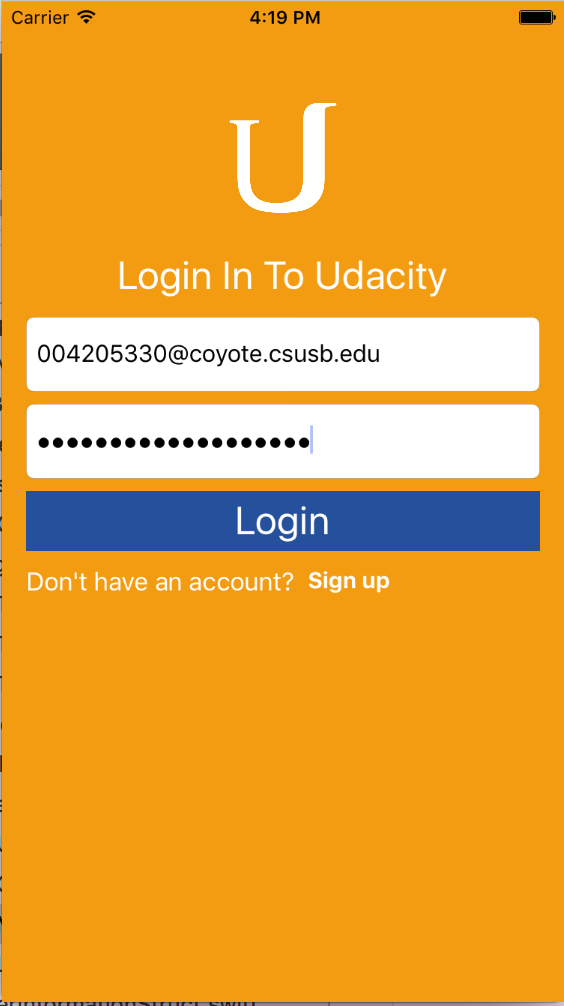 Carrier 4:19 PM
U
Login In To Udacity
004205330@coyote.csusb.edu
●●●●●●●●●●●●●●●●●●●
Login
Don't have an account? Sign up